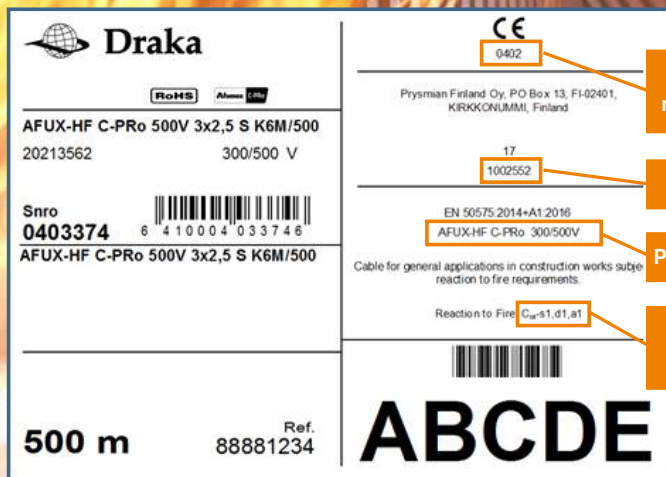 Draka
RoHS
Afumex C-PRo
AFUX-HF C-PRo 500V 3x2,5 S K6M/500
20213562 300/500 V
Snro
0403374
6 410004 033746
AFUX-HF C-PRo 500V 3x2,5 S K6M/500
500 m
Ref.
88881234
CE
0402
Prysmian Finland Oy, PO Box 13, FI-02401,
KIRKKONUMMI, Finland
17
1002552
EN 50575:2014+A1:2016
AFUX-HF C-PRo 300/500V
Cable for general applications in construction works subje
reaction to fire requirements.
Reaction to Fire: Cca-s1,d1,a1
ABCDE
P